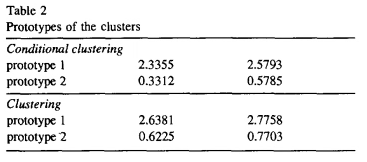 Table 2
Prototypes of the clusters
Conditional clustering
prototype 1 2.3355 2.5793
prototype 2 0.3312 0.5785
Clustering
prototype 1 2.6381 2.7758
prototype 2 0.6225 0.7703